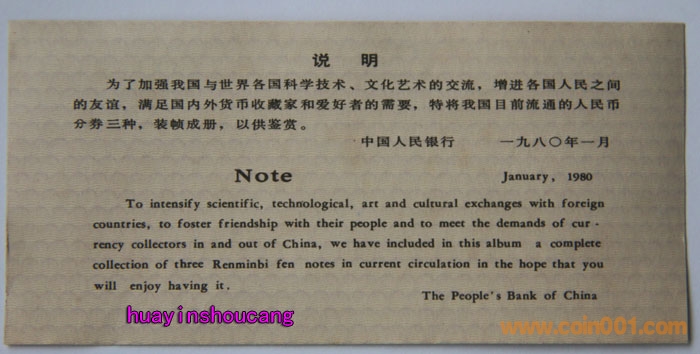 说 明
为了加强我国与世界各国科学技术、文化艺术的交流，增进各国人民之间
的友谊，满足国内外货币收藏家和爱好者的需要，特将我国目前流通的人民币
分券三种，装帧成册，以供鉴赏。
中国人民银行 一九八〇年一月
Note
January, 1980
To intensify scientific, technological, art and cultural exchanges with foreign
countries, to foster friendship with their people and to meet the demands of cur-
rency collectors in and out of China, we have included in this album a complete
collection of three Renminbi fen notes in current circulation in the hope that you
will enjoy having it.
The People's Bank of China
huayinshoucang
www.coin001.com